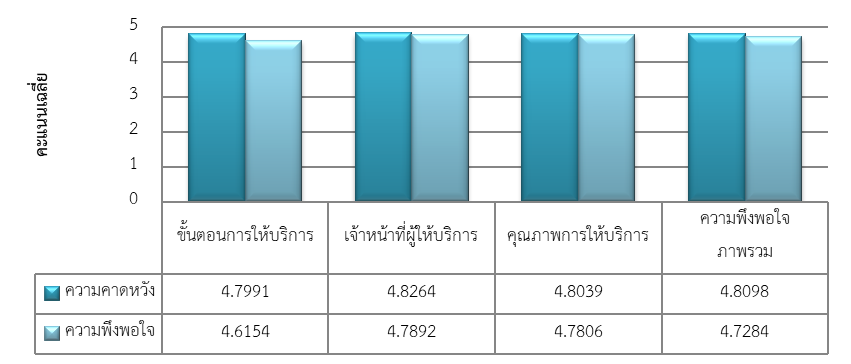 คะแนนเฉลี่ย
5
4
3
2
1
0
ขั้นตอนการให้บริการ เจ้าหน้าที่ผู้ให้บริการ คุณภาพการให้บริการ ความพึงพอใจ
ภาพรวม
ความคาดหวัง 4.7991 4.8264 4.8039 4.8098
ความพึงพอใจ 4.6154 4.7892 4.7806 4.7284